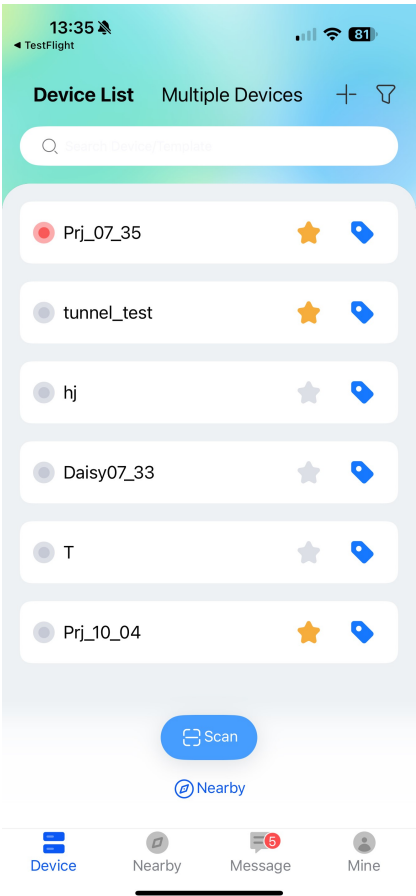 13:35
81
◀ TestFlight
Device List Multiple Devices
Search Device/Template
Prj_07_35
tunnel_test
hj
Daisy07_33
T
Prj_10_04
Scan
Nearby
5
Device Nearby Message Mine